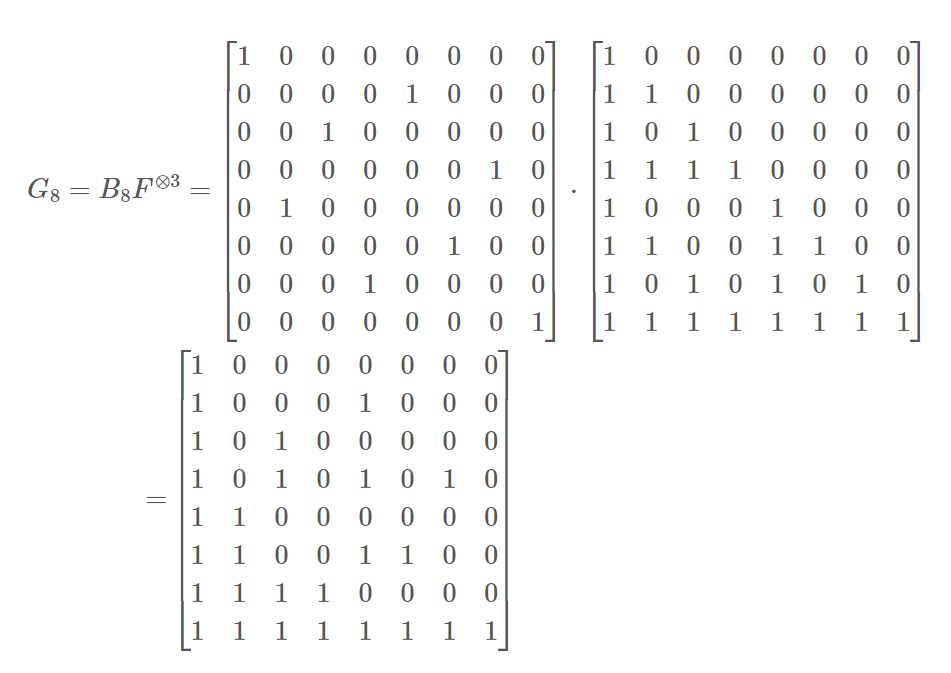 1 0 0 0 0 0 0 0 1 0 0 0 0 0 0 0
0 0 0 0 1 0 0 0 1 1 0 0 0 0 0 0
0 0 1 0 0 0 0 0 1 0 1 0 0 0 0 0
0 0 0 0 0 0 1 0 1 1 1 1 0 0 0 0
G₈ = B₈F^{⊗3} = ·
0 1 0 0 0 0 0 0 1 0 0 0 1 0 0 0
0 0 0 0 0 1 0 0 1 1 0 0 1 1 0 0
0 0 0 1 0 0 0 0 1 0 1 0 1 0 1 0
0 0 0 0 0 0 0 1 1 1 1 1 1 1 1 1
1 0 0 0 0 0 0 0
1 0 0 0 1 0 0 0
1 0 1 0 0 0 0 0
1 0 1 0 1 0 1 0
=
1 1 0 0 0 0 0 0
1 1 0 0 1 1 0 0
1 1 1 1 0 0 0 0
1 1 1 1 1 1 1 1